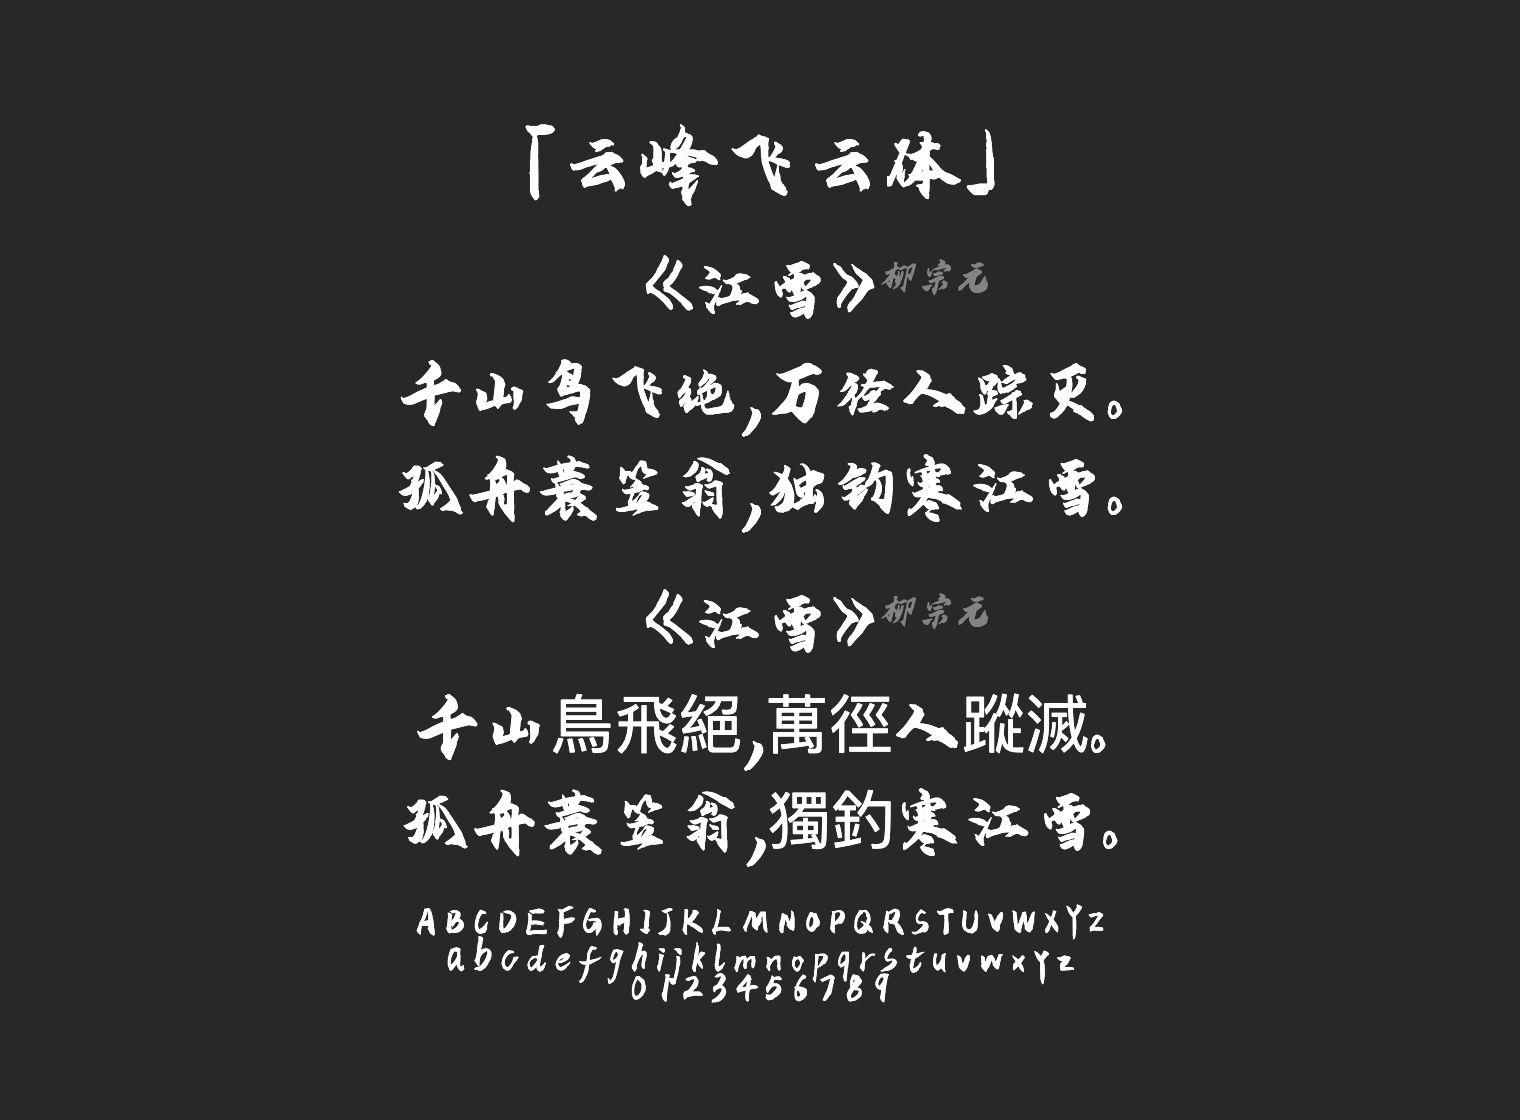 「云峰飞云体」
《江雪》柳宗元
千山鸟飞绝,万径人踪灭。
孤舟蓑笠翁,独钓寒江雪。
《江雪》柳宗元
千山鳥飛絕,萬徑人蹤滅。
孤舟蓑笠翁,獨釣寒江雪。
ABCDEFGHIJKLMNOPQRSTUVWXYZ
abcdefghijklmnopqrstuvwxyz
0123456789